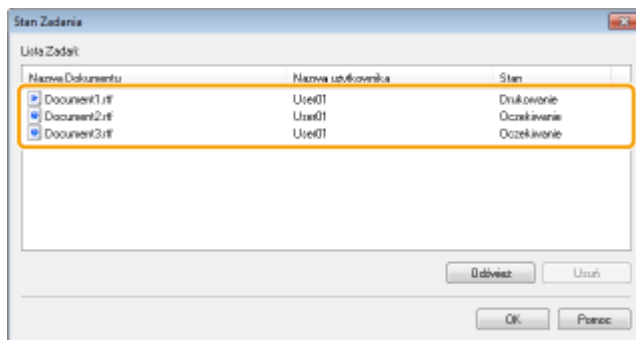 Stan Zadania
Lista Zadań:
Nazwa Dokumentu Nazwa użytkownika Stan
Document1.rtf User01 Drukowanie
Document2.rtf User01 Oczekiwanie
Document3.rtf User01 Oczekiwanie
Odśwież Usuń
OK Pomoc